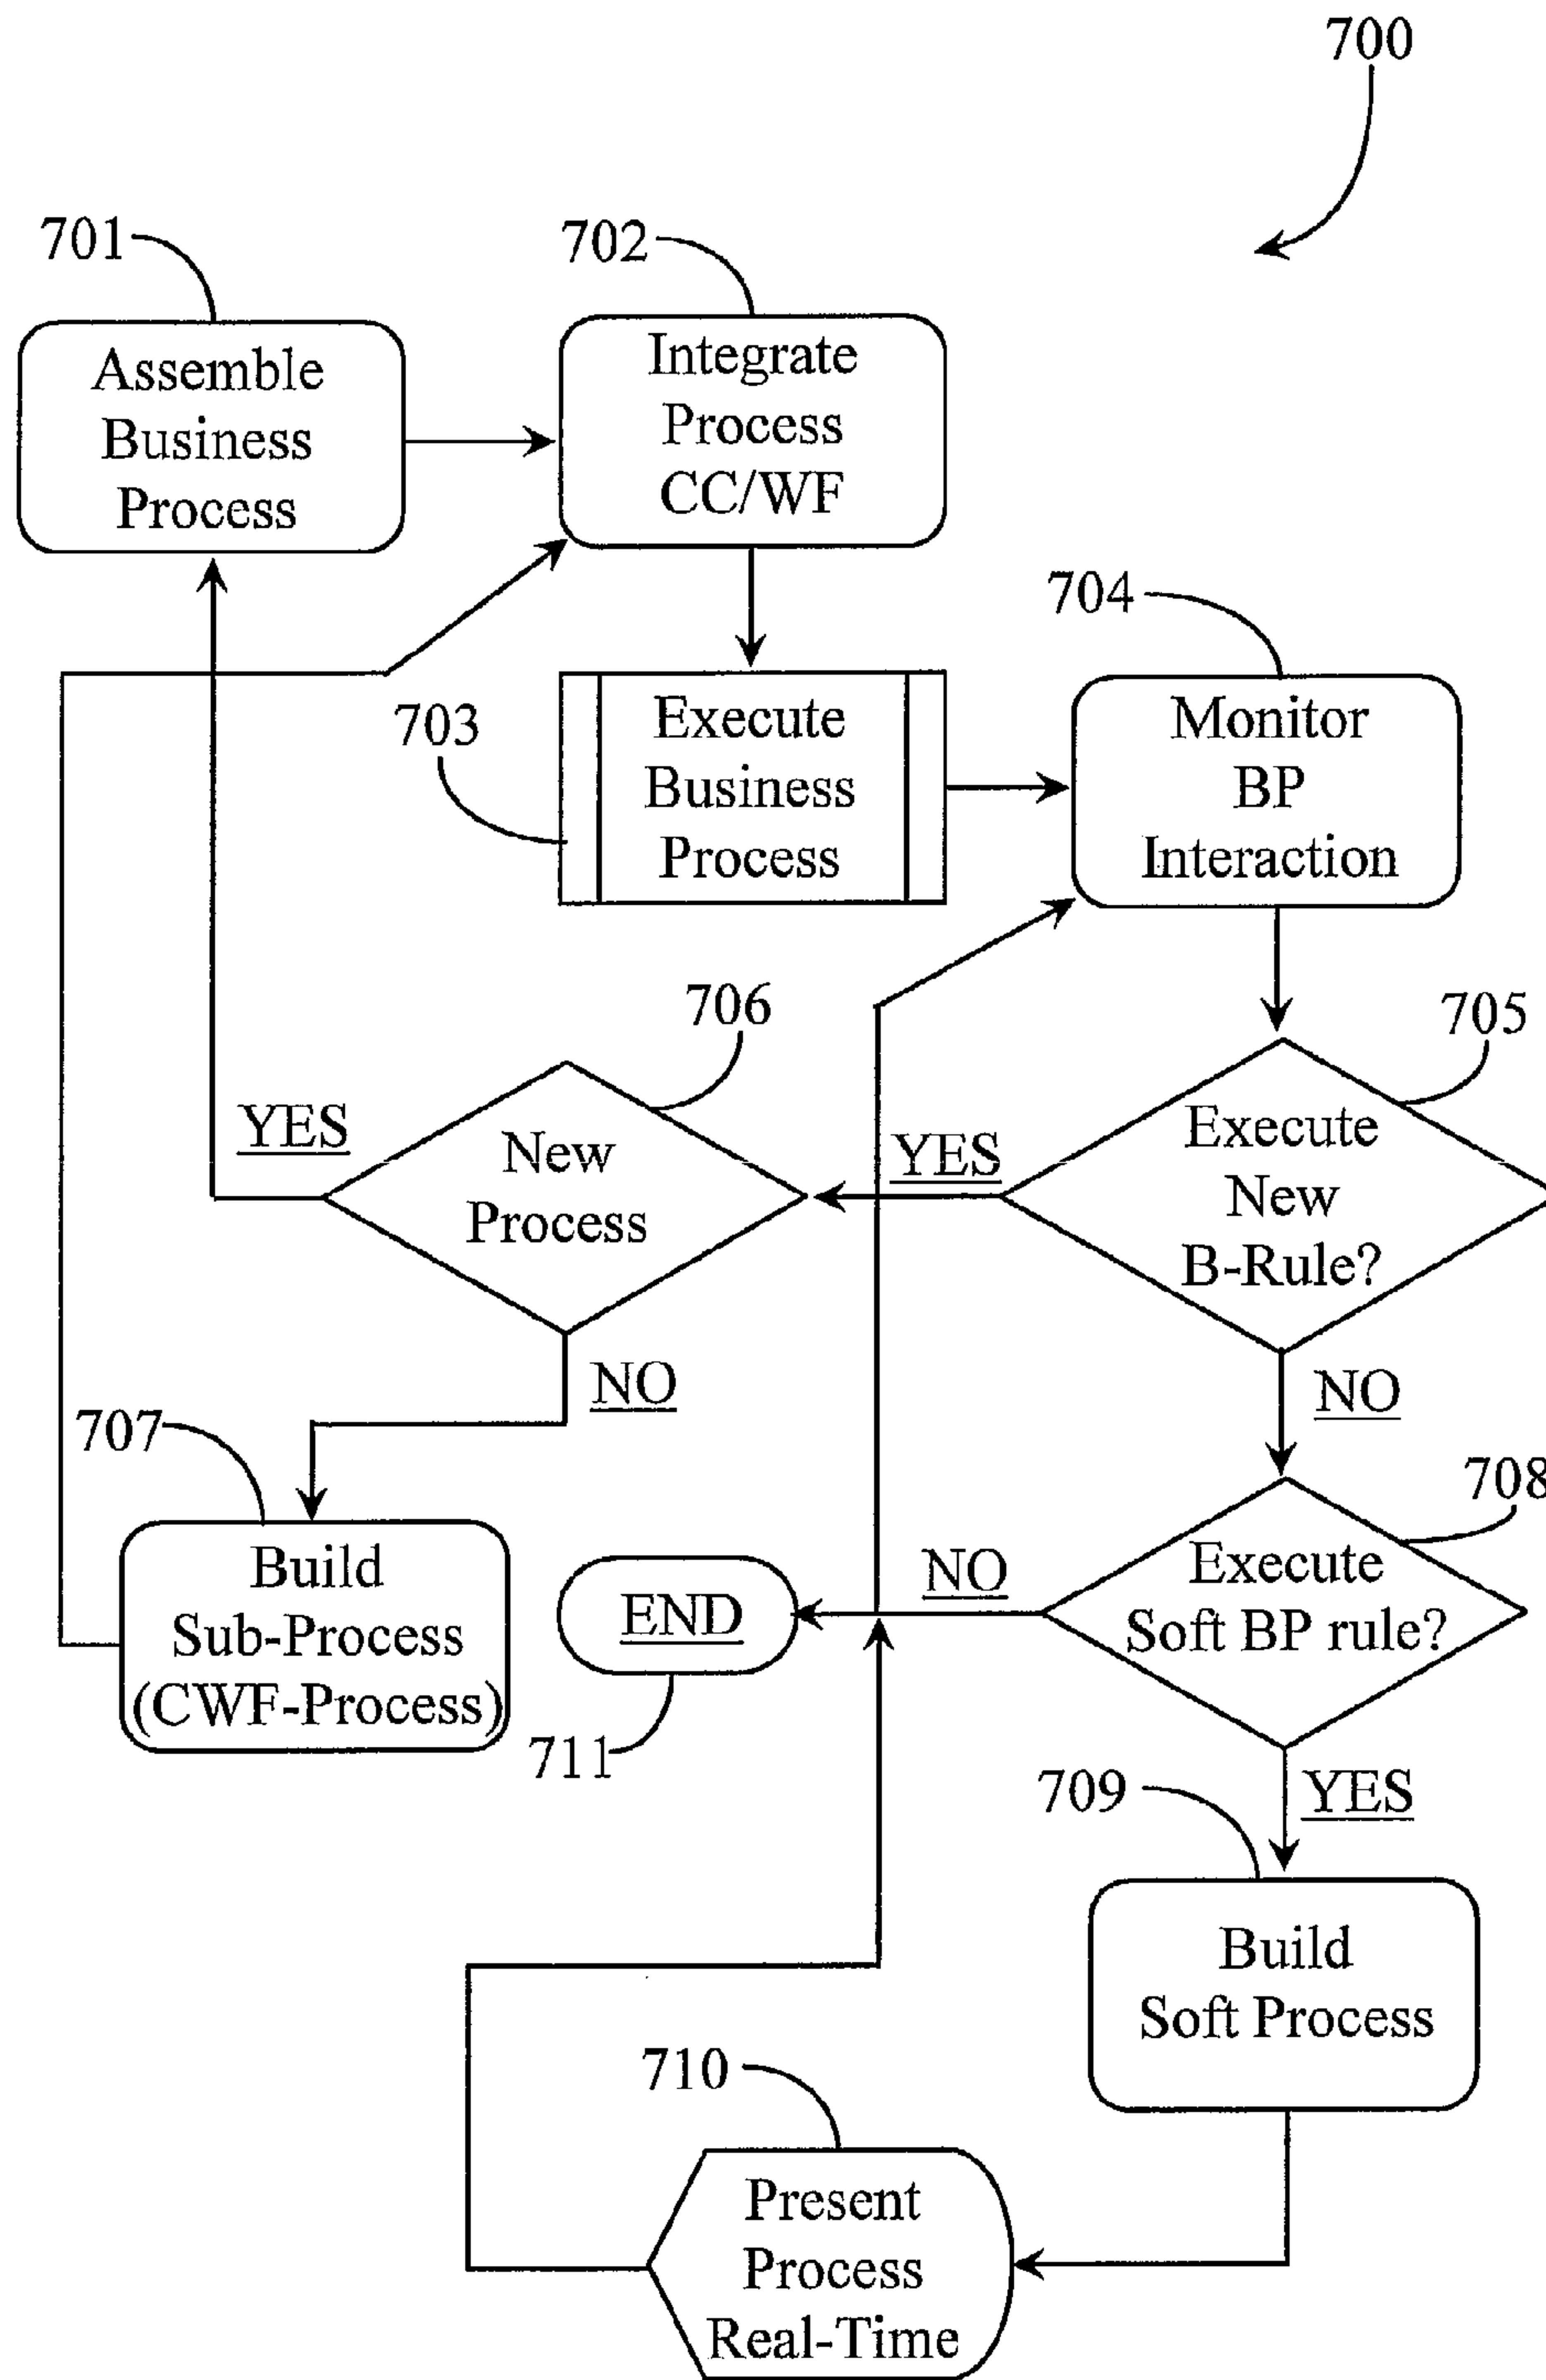 700
701
702
Assemble
Business
Process
Integrate
Process
CC/WF
704
703
Execute
Business
Process
Monitor
BP
Interaction
706
705
YES
New
Process
YES
Execute
New
B-Rule?
NO
NO
707
708
Build
Sub-Process
(CWF-Process)
END
NO
Execute
Soft BP rule?
711
709
YES
Build
Soft Process
710
Present
Process
Real-Time